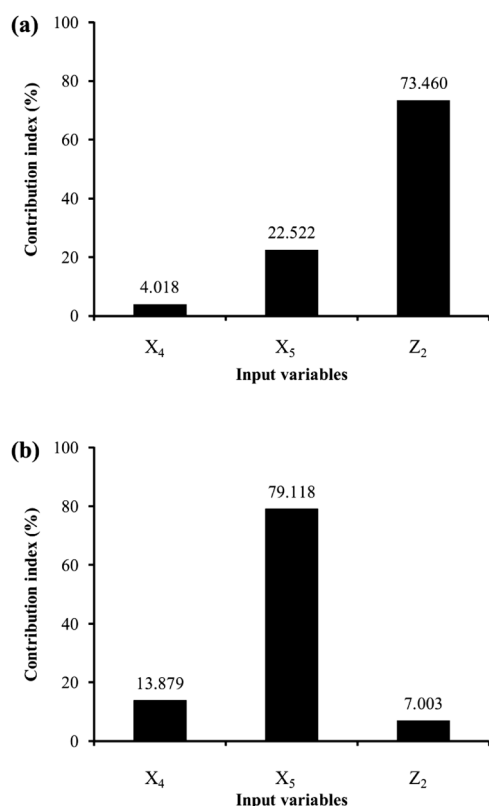 (a)
Contribution index (%)
100
80
60
40
20
0
4.018
22.522
73.460
X₄
X₅
Z₂
Input variables
(b)
Contribution index (%)
100
80
60
40
20
0
13.879
79.118
7.003
X₄
X₅
Z₂
Input variables